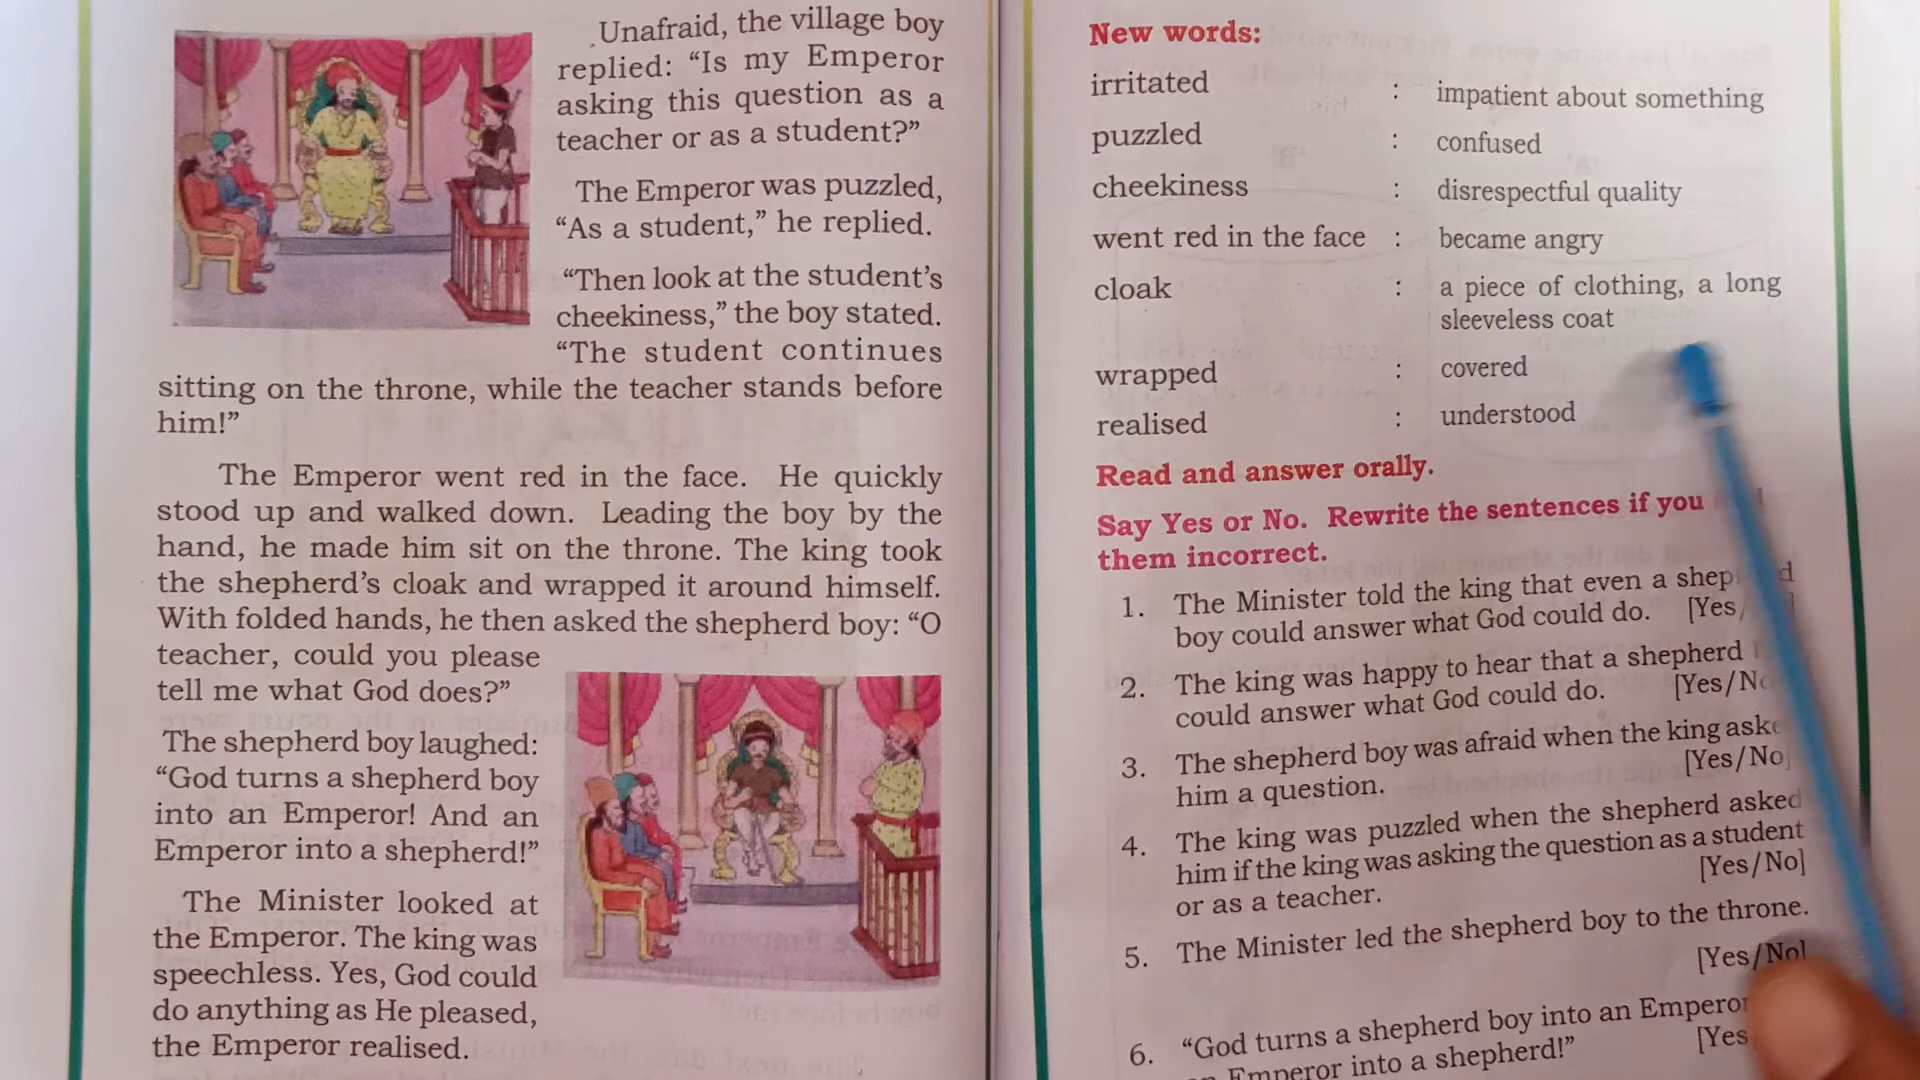 Unafraid, the village boy
replied: “Is my Emperor
asking this question as a
teacher or as a student?”
The Emperor was puzzled,
“As a student,” he replied.
“Then look at the student’s
cheekiness,” the boy stated.
“The student continues
sitting on the throne, while the teacher stands before
him!”
The Emperor went red in the face. He quickly
stood up and walked down. Leading the boy by the
hand, he made him sit on the throne. The king took
the shepherd’s cloak and wrapped it around himself.
With folded hands, he then asked the shepherd boy: “O
teacher, could you please
tell me what God does?”
The shepherd boy laughed:
“God turns a shepherd boy
into an Emperor! And an
Emperor into a shepherd!”
The Minister looked at
the Emperor. The king was
speechless. Yes, God could
do anything as He pleased,
the Emperor realised.
New words:
irritated : impatient about something
puzzled : confused
cheekiness : disrespectful quality
went red in the face : became angry
cloak : a piece of clothing, a long
sleeveless coat
wrapped : covered
realised : understood
Read and answer orally.
Say Yes or No. Rewrite the sentences if you
them incorrect.
1. The Minister told the king that even a
boy could answer what God could do. [Yes/
2. The king was happy to hear that a shepherd
could answer what God could do. [Yes/No
3. The shepherd boy was afraid when the king
him a question. [Yes/No]
4. The king was puzzled when the shepherd asked
him if the king was asking the question as a student
or as a teacher. [Yes/No]
5. The Minister led the shepherd boy to the throne.
[Yes/No]
6. “God turns a shepherd boy into an Emperor
an Emperor into a shepherd!” [Yes